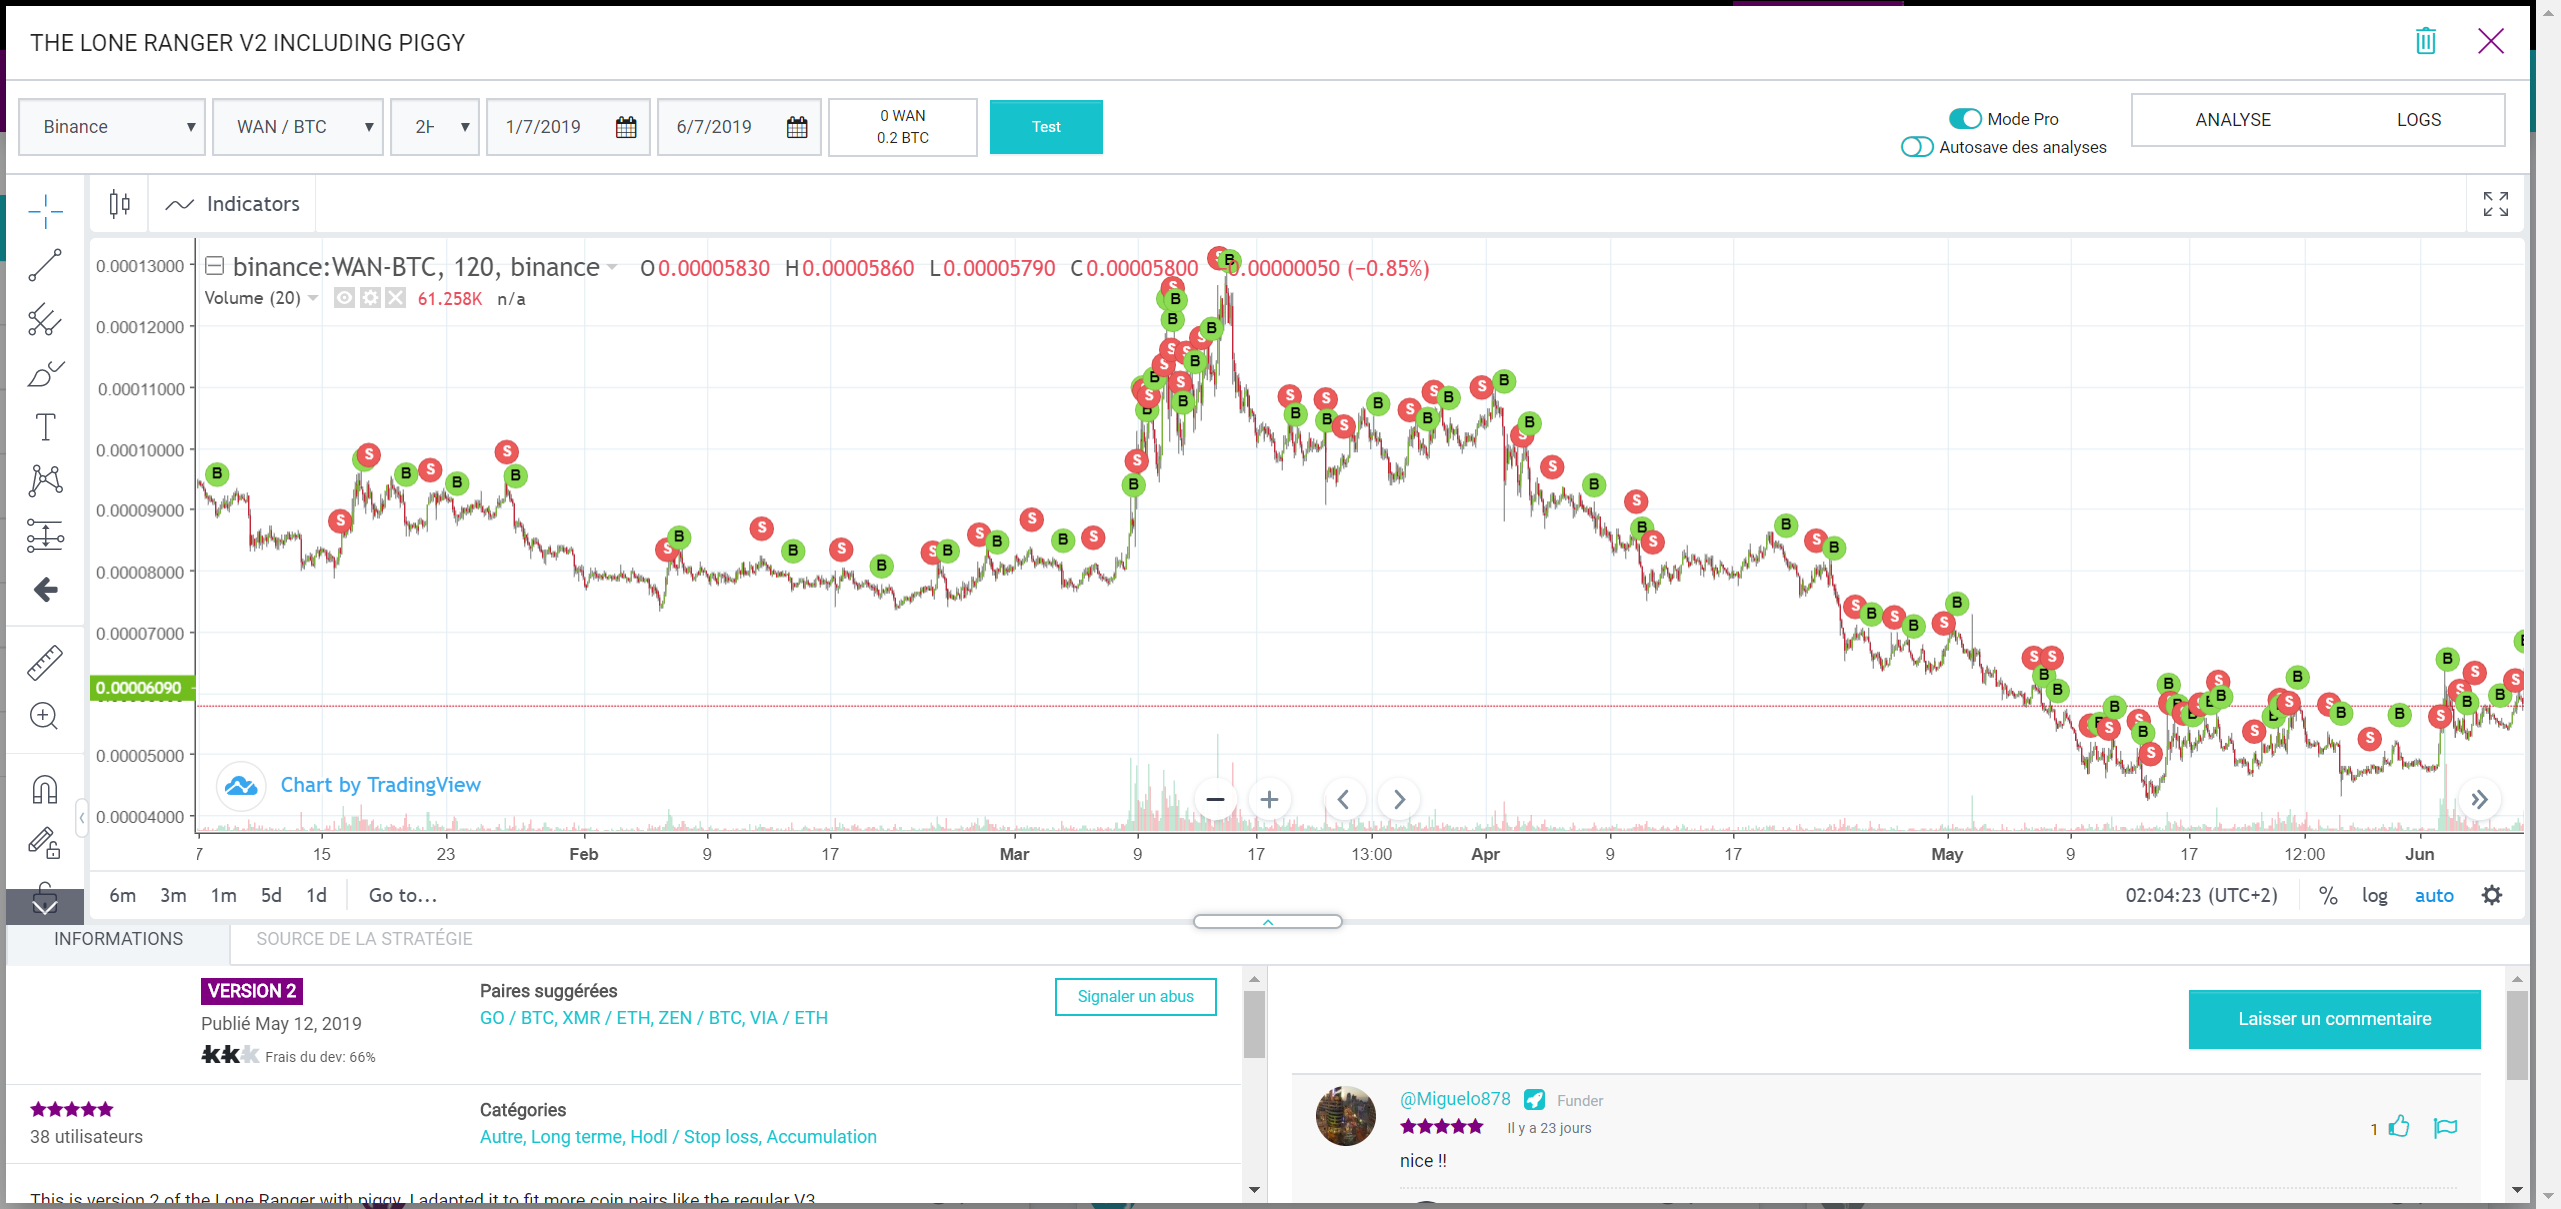 THE LONE RANGER V2 INCLUDING PIGGY
Binance
WAN / BTC
2H
1/7/2019
6/7/2019
0 WAN
0.2 BTC
Test
Mode Pro
Autosave des analyses
ANALYSE
LOGS
Indicators
binance:WAN-BTC, 120, binance O0.00005830 H0.00005860 L0.00005790 C0.00005800 -0.00000050 (−0.85%)
Volume (20) 61.258K n/a
0.00013000
0.00012000
0.00011000
0.00010000
0.00009000
0.00008000
0.00007000
0.00006090
0.00005000
0.00004000
Chart by TradingView
7 15 23 Feb 9 17 Mar 9 17 13:00 Apr 9 17 May 9 17 12:00 Jun
6m 3m 1m 5d 1d Go to...
02:04:23 (UTC+2) % log auto
INFORMATIONS
SOURCE DE LA STRATÉGIE
VERSION 2
Publié May 12, 2019
Frais du dev: 66%
Paires suggérées
GO / BTC, XMR / ETH, ZEN / BTC, VIA / ETH
Signaler un abus
38 utilisateurs
Catégories
Autre, Long terme, Hodl / Stop loss, Accumulation
This is version 2 of the Lone Ranger with piggy. I adapted it to fit more coin pairs like the regular V3
Laisser un commentaire
@Miguelo878 Funder
Il y a 23 jours
1
nice !!